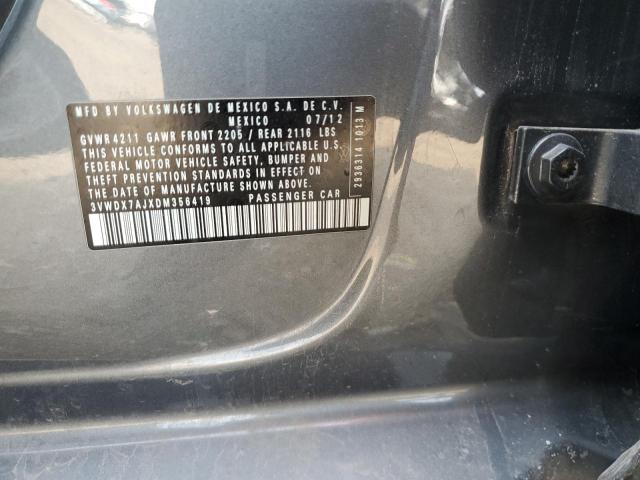 MFD BY VOLKSWAGEN DE MEXICO S.A. DE C.V.
MEXICO 07/12
GVWR 4211 GAWR FRONT 2205 / REAR 2116 LBS
THIS VEHICLE CONFORMS TO ALL APPLICABLE U.S.
FEDERAL MOTOR VEHICLE SAFETY, BUMPER AND
THEFT PREVENTION STANDARDS IN EFFECT ON
THE DATE OF MANUFACTURE SHOWN ABOVE
3VWDX7AJXDM356419 PASSENGER CAR
2936314 1013 M